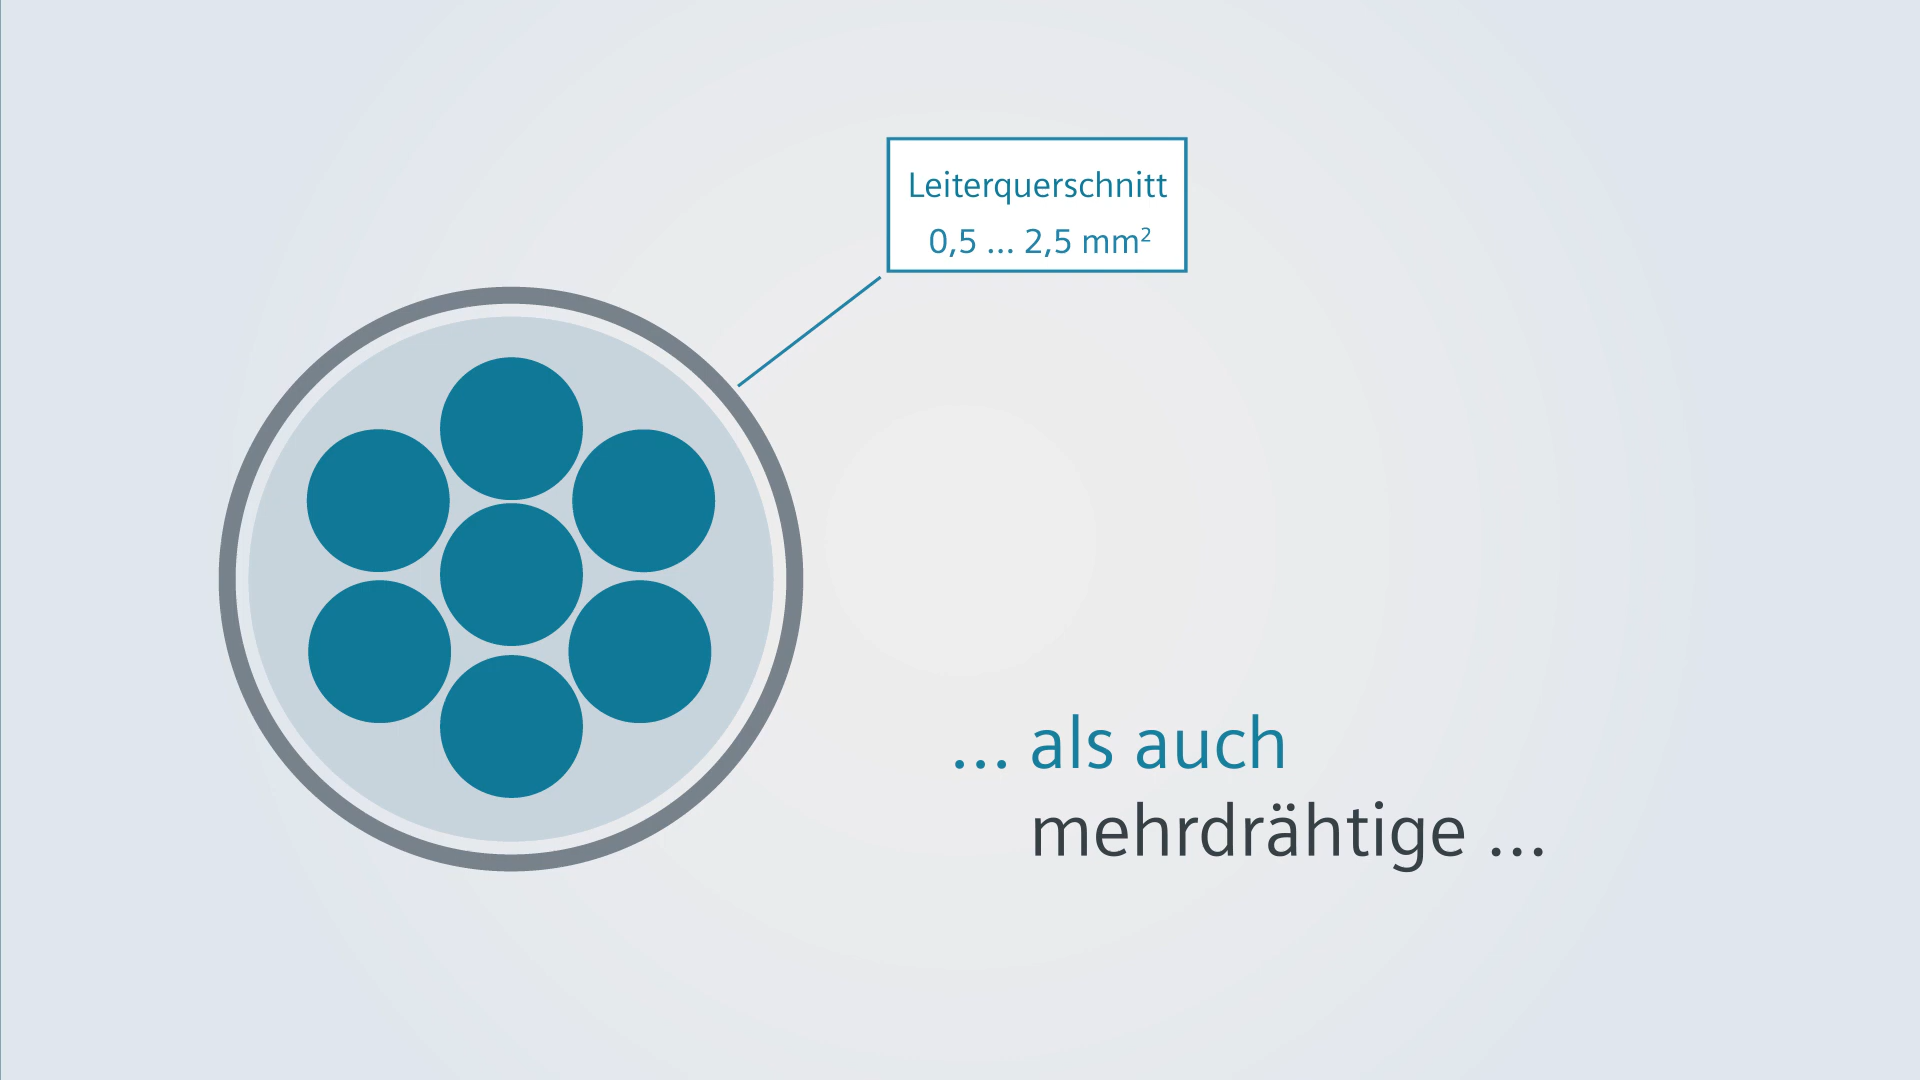 Leiterquerschnitt
0,5 ... 2,5 mm²
... als auch
mehrdrähtige ...